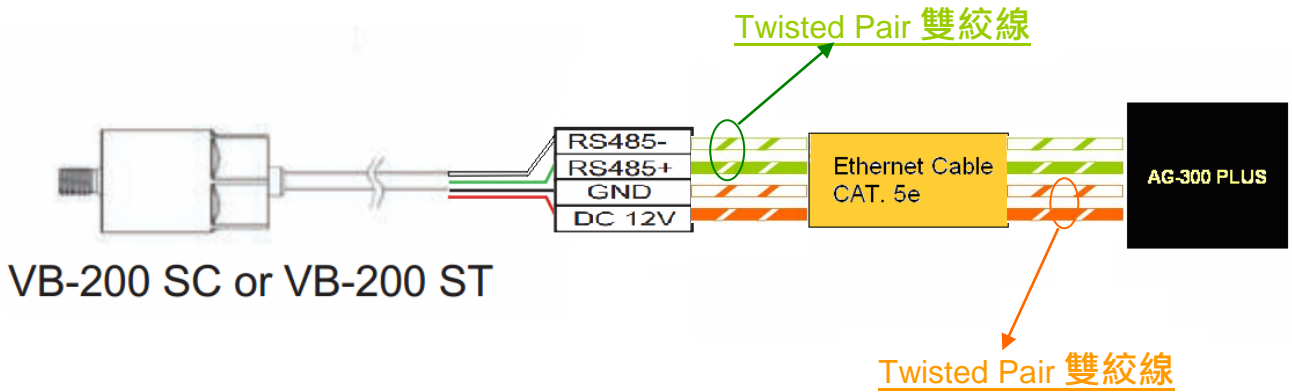 Twisted Pair 雙絞線
RS485-
RS485+
GND
DC 12V
Ethernet Cable
CAT. 5e
AG-300 PLUS
VB-200 SC or VB-200 ST
Twisted Pair 雙絞線